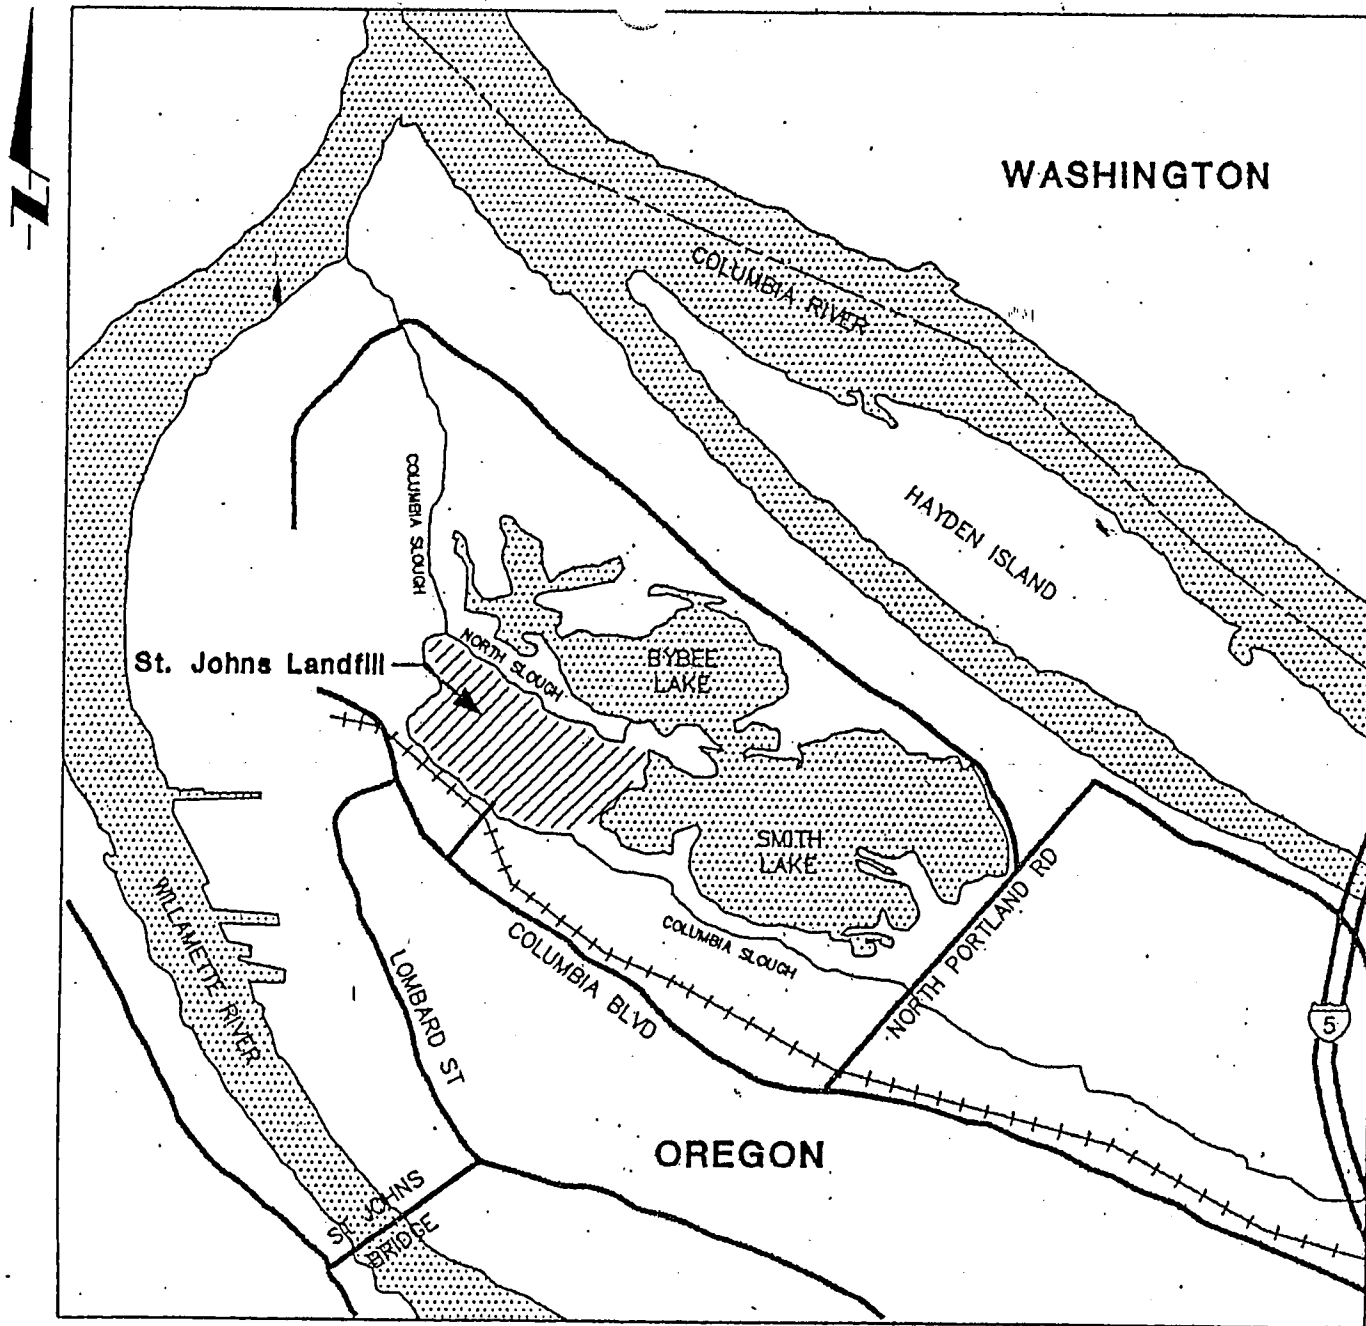 N
WASHINGTON
COLUMBIA RIVER
HAYDEN ISLAND
COLUMBIA SLOUGH
NORTH SLOUGH
BYBEE
LAKE
St. Johns Landfill
SMITH
LAKE
NORTH PORTLAND RD
COLUMBIA SLOUGH
COLUMBIA BLVD
WILLAMETTE RIVER
LOMBARD ST
5
OREGON
ST JOHNS
BRIDGE